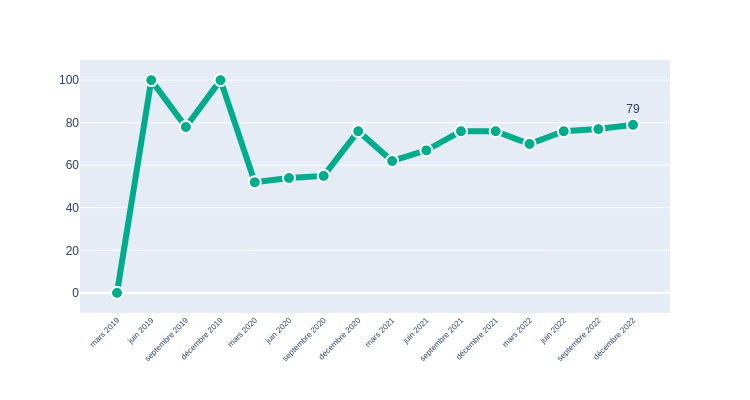 100
80
60
40
20
0
79
mars 2019
juin 2019
septembre 2019
décembre 2019
mars 2020
juin 2020
septembre 2020
décembre 2020
mars 2021
juin 2021
septembre 2021
décembre 2021
mars 2022
juin 2022
septembre 2022
décembre 2022